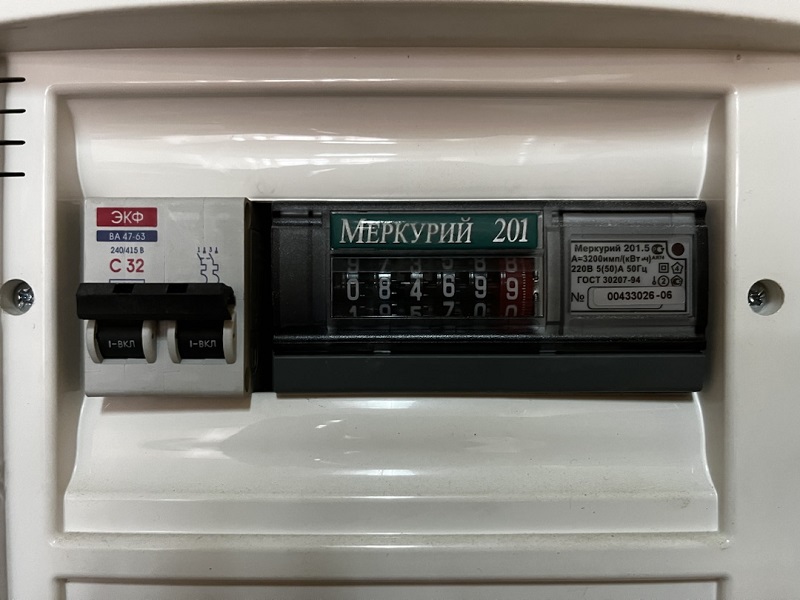 ЭКФ
ВА 47-63
240/415 В
С 32
I-ВКЛ I-ВКЛ
МЕРКУРИЙ 201
084699
Меркурий 201.5
А=3200имп/(кВт•ч)
220В 5(50)А 50Гц
ГОСТ 30207-94
№ 00433026-06